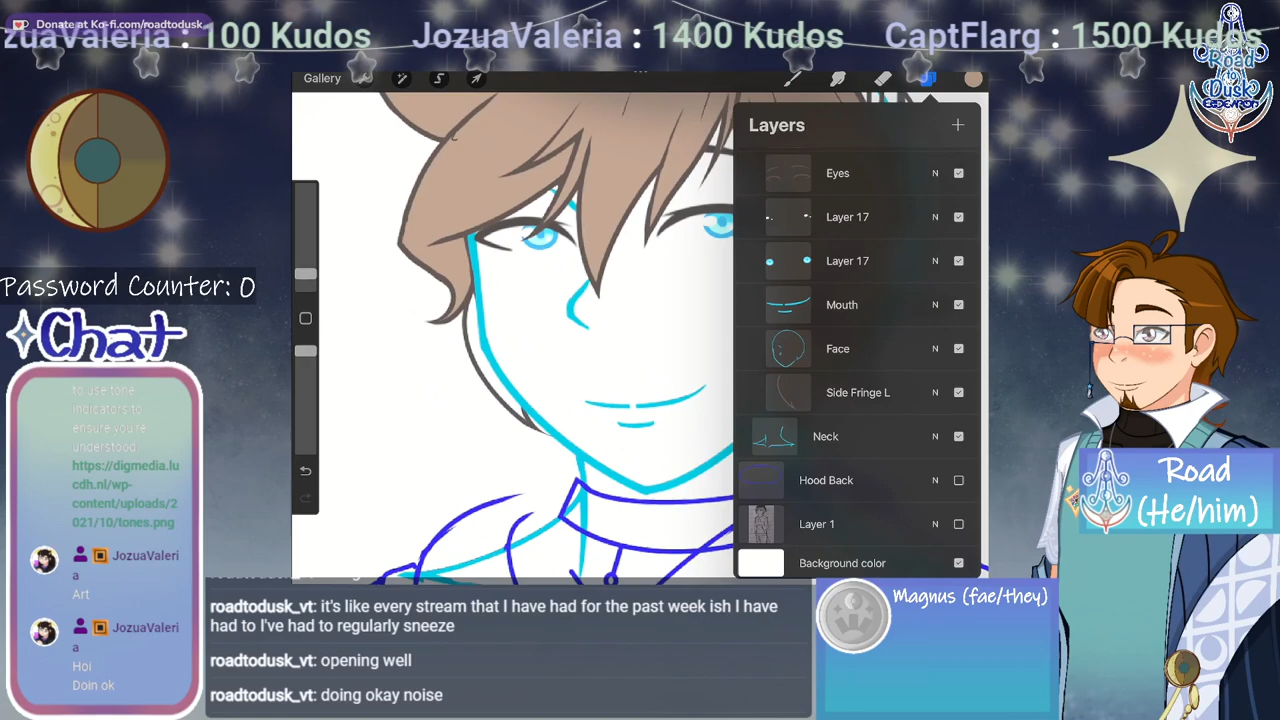 Donate at Ko-fi.com/roadtodusk
zuaValeria : 100 Kudos JozuaValeria : 1400 Kudos CaptFlarg : 1500 Kudos
Road
to
Dusk
Gallery
Layers
Eyes N
Layer 17 N
Layer 17 N
Mouth N
Face N
Side Fringe L N
Neck N
Hood Back N
Layer 1 N
Background color
Password Counter: 0
Chat
to use tone
indicators to
ensure you're
understood
https://digmedia.lu
cdh.nl/wp-
content/uploads/2
021/10/tones.png
JozuaValeri
a
Art
JozuaValeri
a
Hoi
Doin ok
roadtodusk_vt: it's like every stream that I have had for the past week ish I have
had to I've had to regularly sneeze
roadtodusk_vt: opening well
roadtodusk_vt: doing okay noise
Magnus (fae/they)
Road
(He/him)